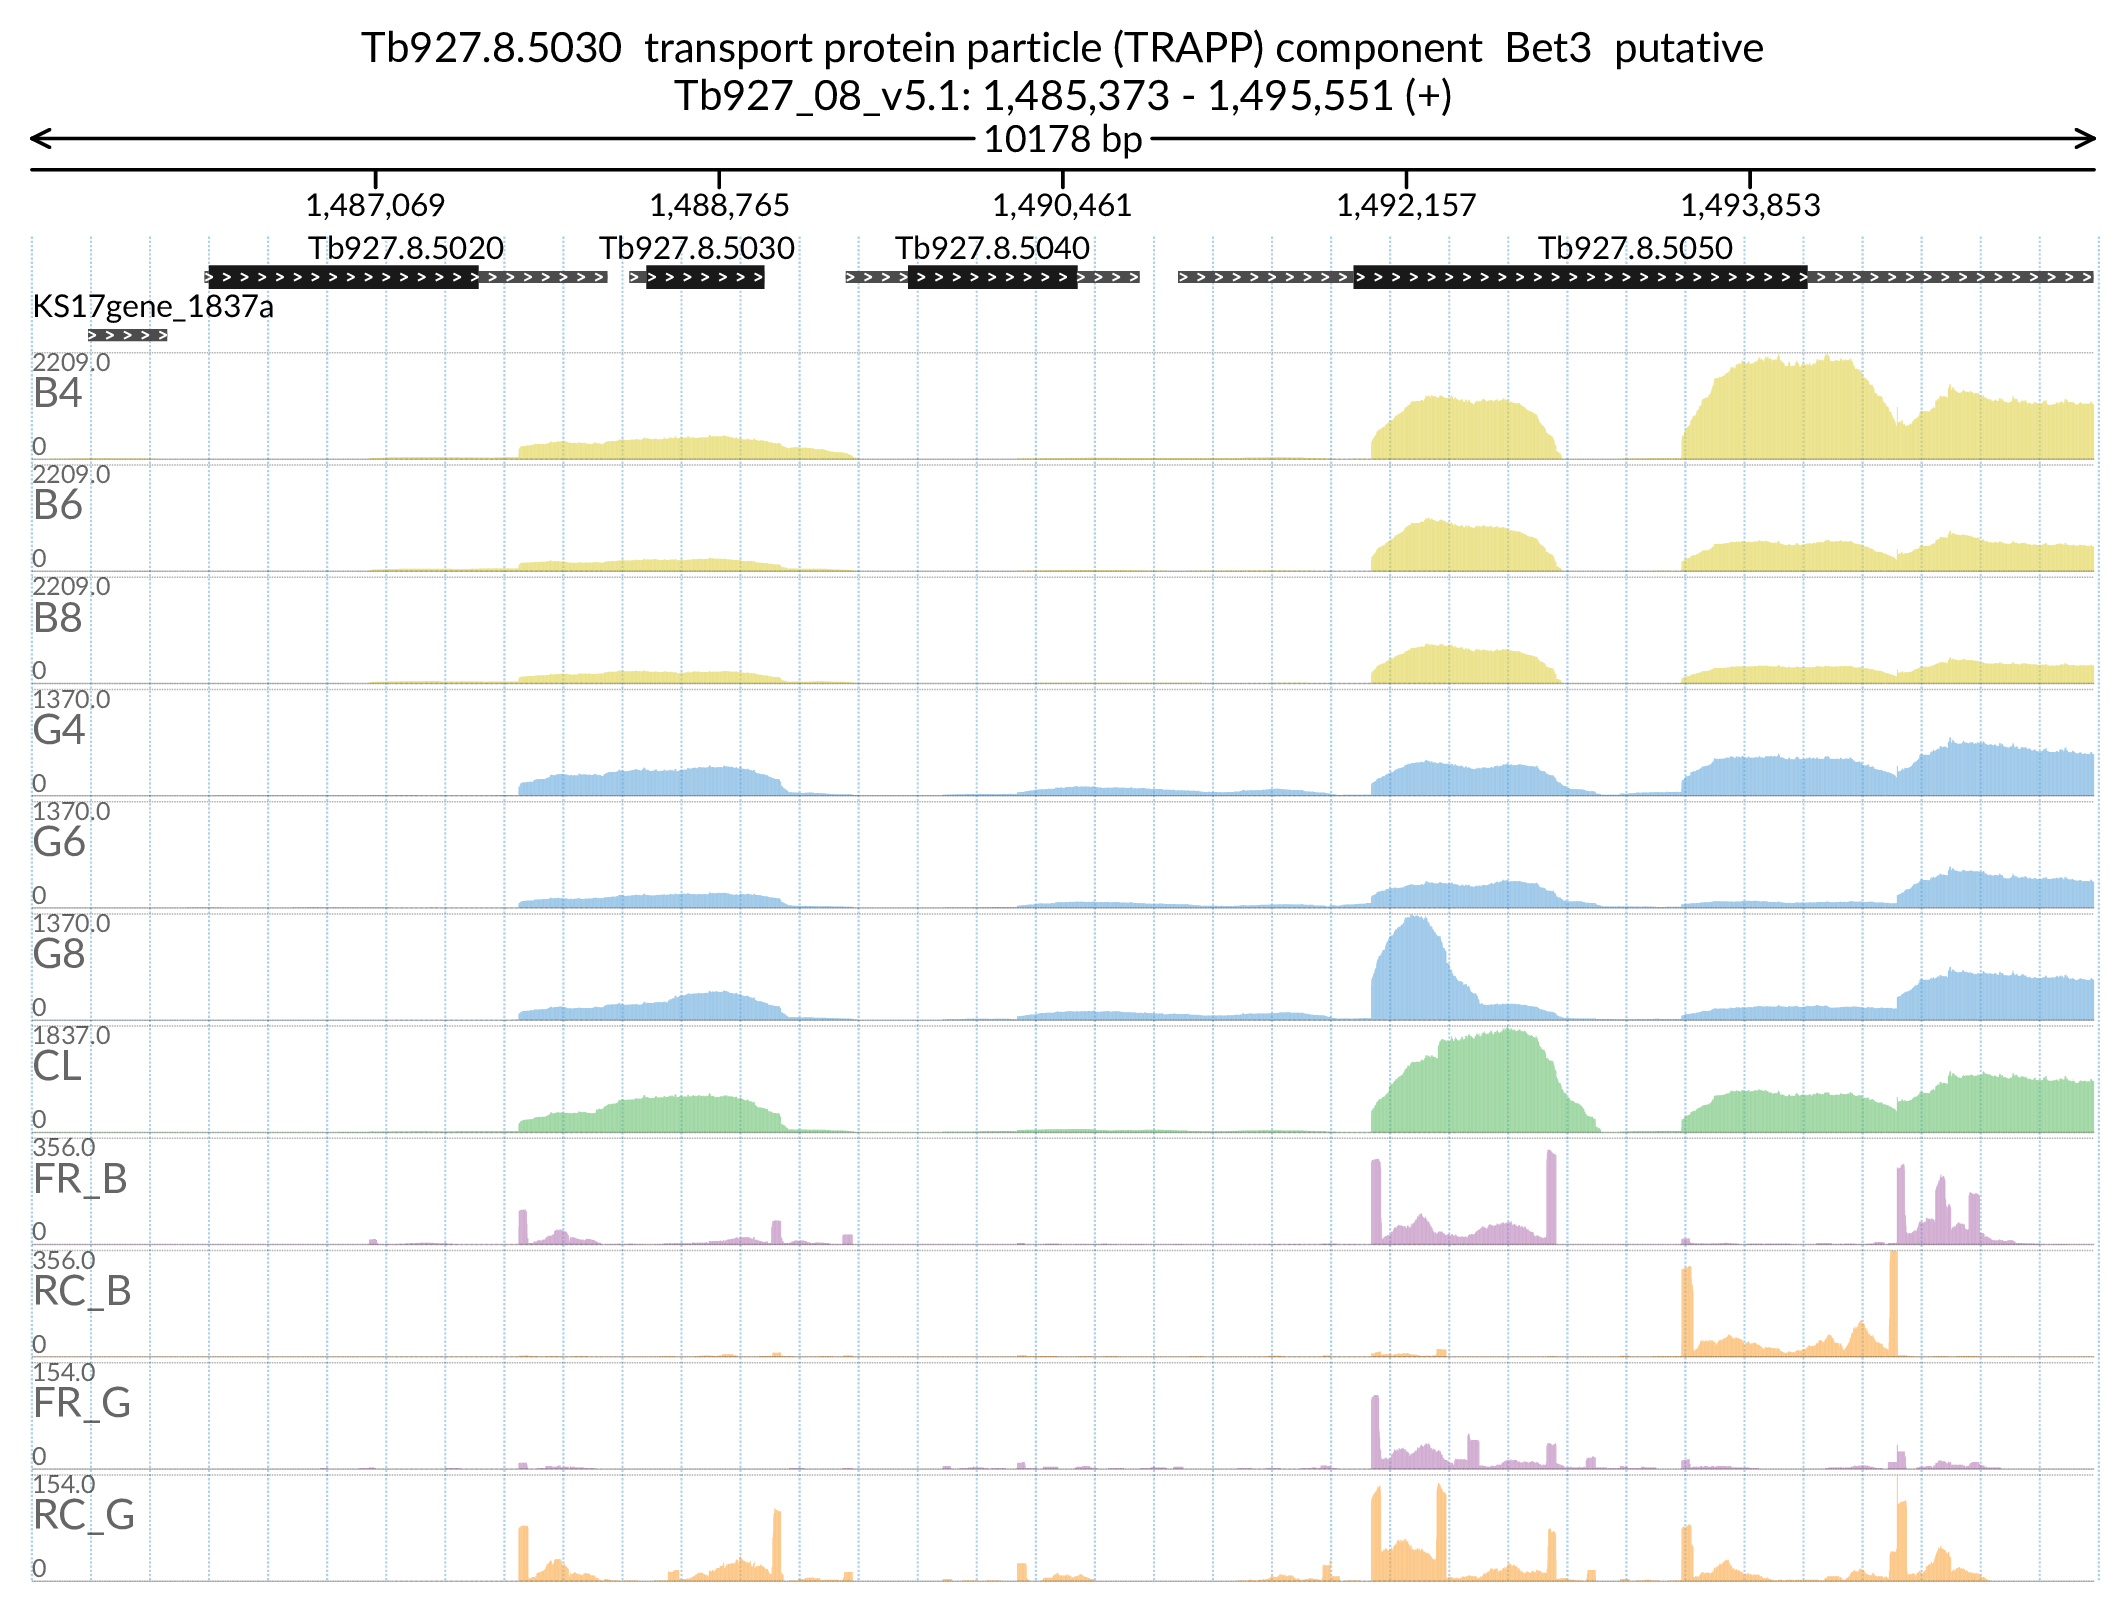 Tb927.8.5030 transport protein particle (TRAPP) component Bet3 putative
Tb927_08_v5.1: 1,485,373 - 1,495,551 (+)
10178 bp
1,487,069 1,488,765 1,490,461 1,492,157 1,493,853
Tb927.8.5020 Tb927.8.5030 Tb927.8.5040 Tb927.8.5050
KS17gene_1837a
2209.0
B4
0
2209.0
B6
0
2209.0
B8
0
1370.0
G4
0
1370.0
G6
0
1370.0
G8
0
1837.0
CL
0
356.0
FR_B
0
356.0
RC_B
0
154.0
FR_G
0
154.0
RC_G
0